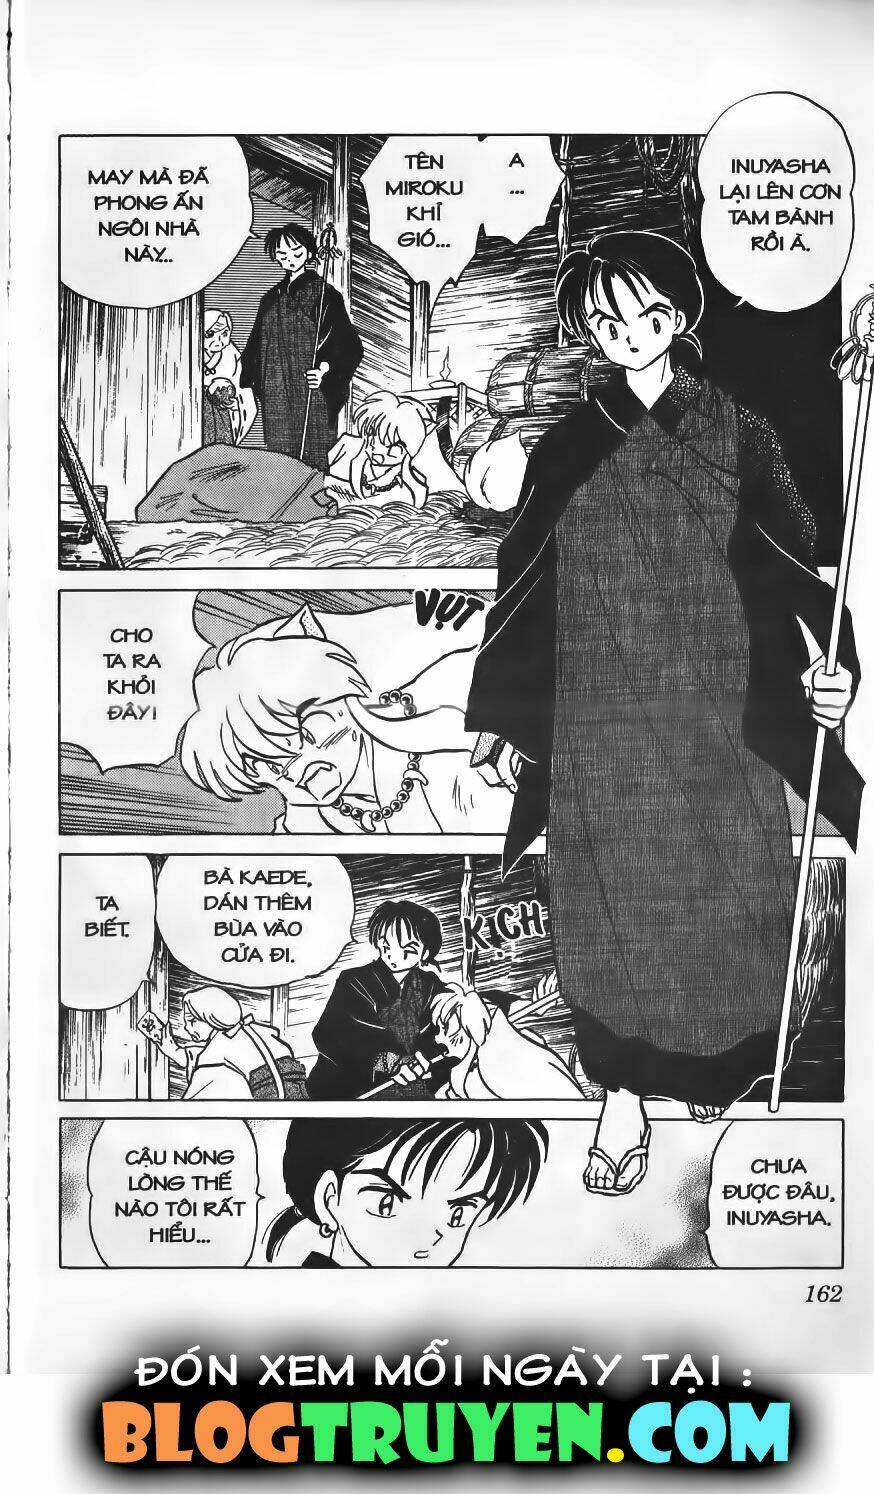 INUYASHA
LẠI LÊN CƠN
TAM BÀNH
RỒI À.
A
...
TÊN
MIROKU
KHỈ
GIÓ...
MAY MÀ ĐÃ
PHONG ẤN
NGÔI NHÀ
NÀY...
VỤT
CHO
TA RA
KHỎI
ĐÂY!
KỊCH
BÀ KAEDE,
DÁN THÊM
BÙA VÀO
CỬA ĐI.
TA
BIẾT.
CHƯA
ĐƯỢC ĐÂU,
INUYASHA.
CẬU NÓNG
LÒNG THẾ
NÀO TÔI RẤT
HIỂU...
162
ĐÓN XEM MỖI NGÀY TẠI :
BLOGTRUYEN.COM